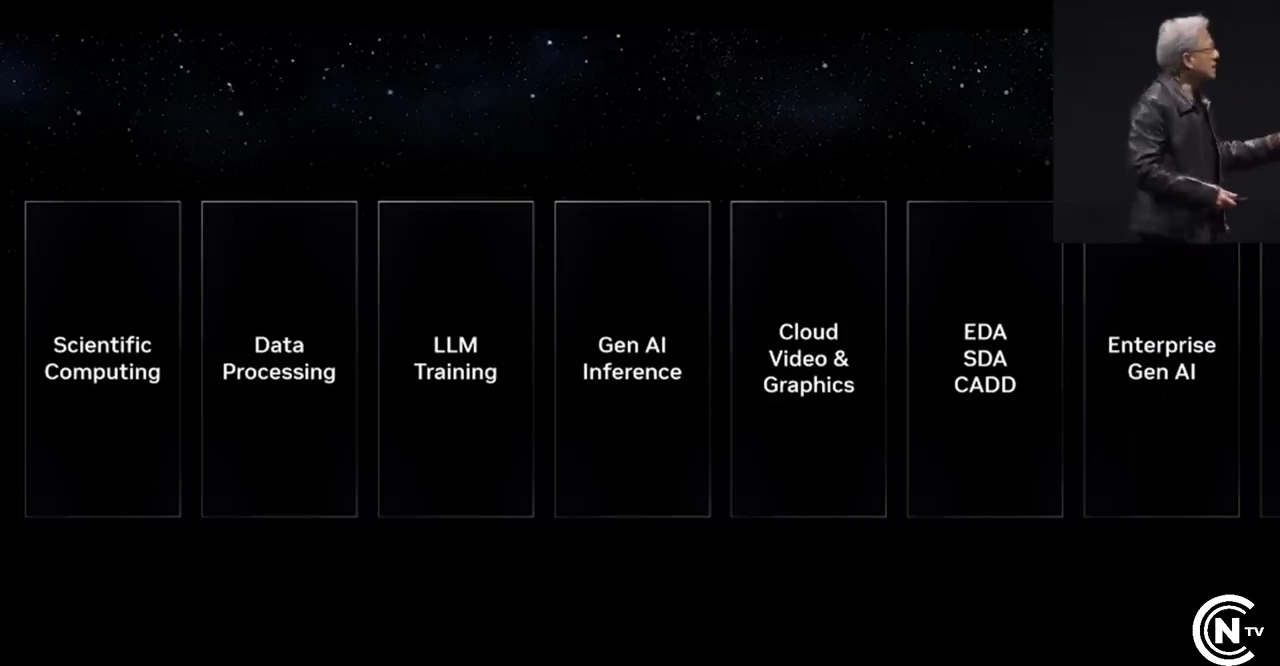 Scientific
Computing
Data
Processing
LLM
Training
Gen AI
Inference
Cloud
Video &
Graphics
EDA
SDA
CADD
Enterprise
Gen AI
CN TV